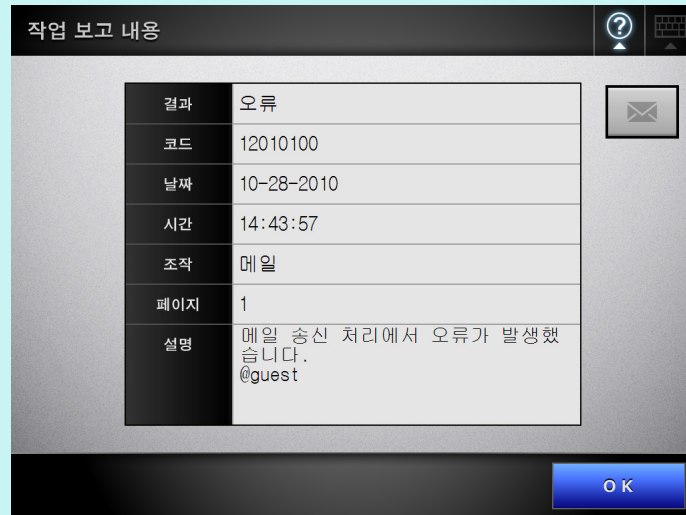 작업 보고 내용
?
결과 오류
코드 12010100
날짜 10-28-2010
시간 14:43:57
조작 메일
페이지 1
설명 메일 송신 처리에서 오류가 발생했
습니다.
@guest
OK